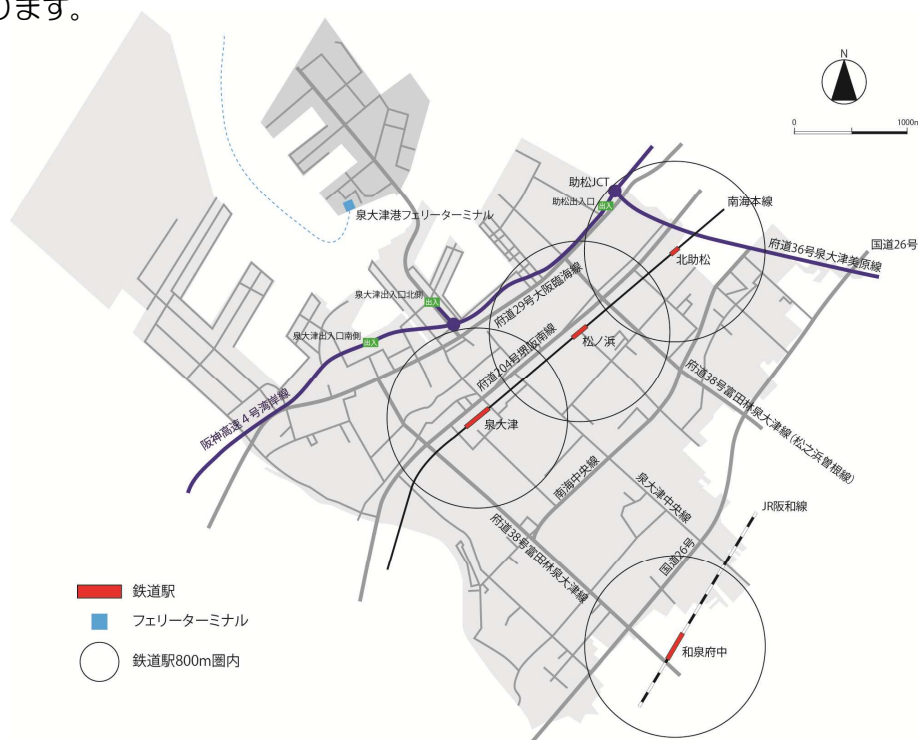 ります。
N
0 1000m
助松JCT
助松出入口
出入
南海本線
国道26号
泉大津港フェリーターミナル
北助松
府道36号泉大津美原線
泉大津出入口北側
出入
府道29号大阪臨海線
松ノ浜
泉大津出入口南側
出入
府道204号堺阪南線
府道38号富田林泉大津線(松之浜曽根線)
阪神高速4号湾岸線
泉大津
南海中央線
泉大津中央線
JR阪和線
府道38号富田林泉大津線
国道26号
和泉府中
鉄道駅
フェリーターミナル
鉄道駅800m圏内